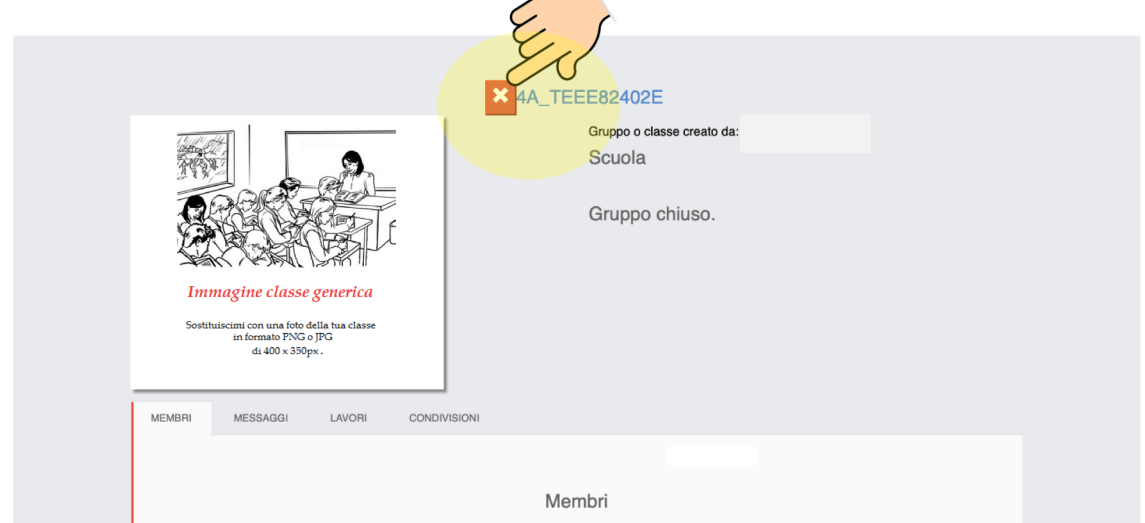 4A_TEEE82402E
Gruppo o classe creato da:
Scuola
Gruppo chiuso.
Immagine classe generica
Sostituiscimi con una foto della tua classe
in formato PNG o JPG
di 400 x 350px.
MEMBRI MESSAGGI LAVORI CONDIVISIONI
Membri